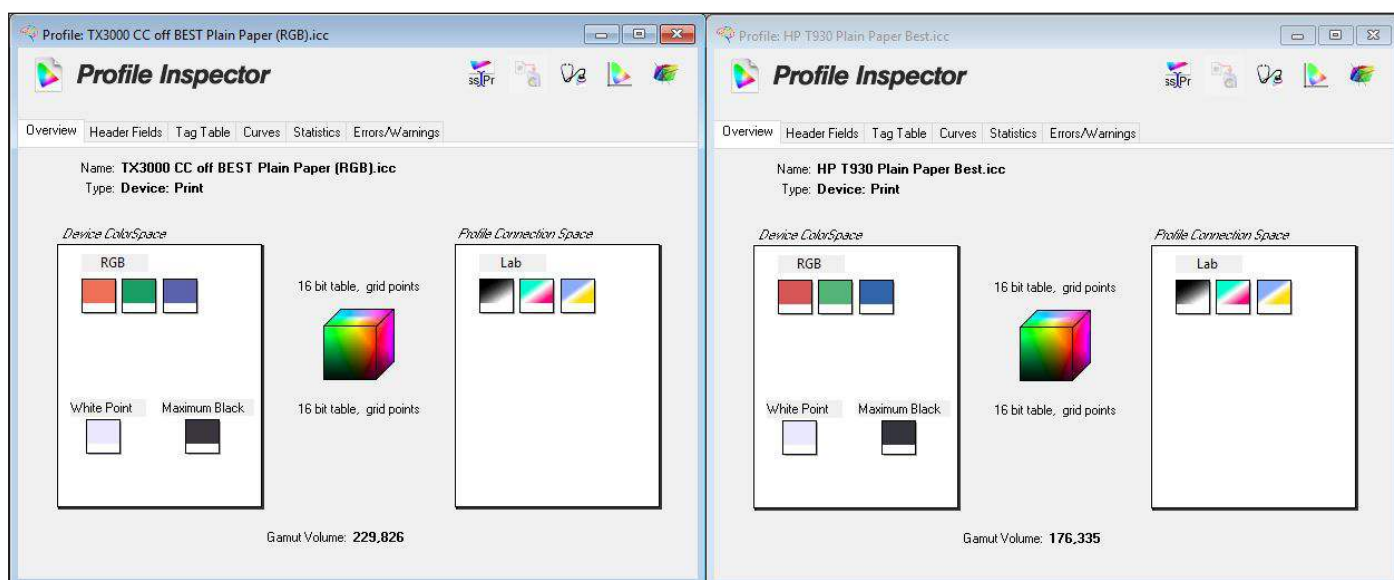 Profile: TX3000 CC off BEST Plain Paper (RGB).icc
Profile Inspector
Overview Header Fields Tag Table Curves Statistics Errors/Warnings
Name: TX3000 CC off BEST Plain Paper (RGB).icc
Type: Device: Print
Device ColorSpace
Profile Connection Space
RGB
Lab
16 bit table, grid points
White Point
Maximum Black
16 bit table, grid points
Gamut Volume: 229,826
Profile: HP T930 Plain Paper Best.icc
Profile Inspector
Overview Header Fields Tag Table Curves Statistics Errors/Warnings
Name: HP T930 Plain Paper Best.icc
Type: Device: Print
Device ColorSpace
Profile Connection Space
RGB
Lab
16 bit table, grid points
White Point
Maximum Black
16 bit table, grid points
Gamut Volume: 176,335